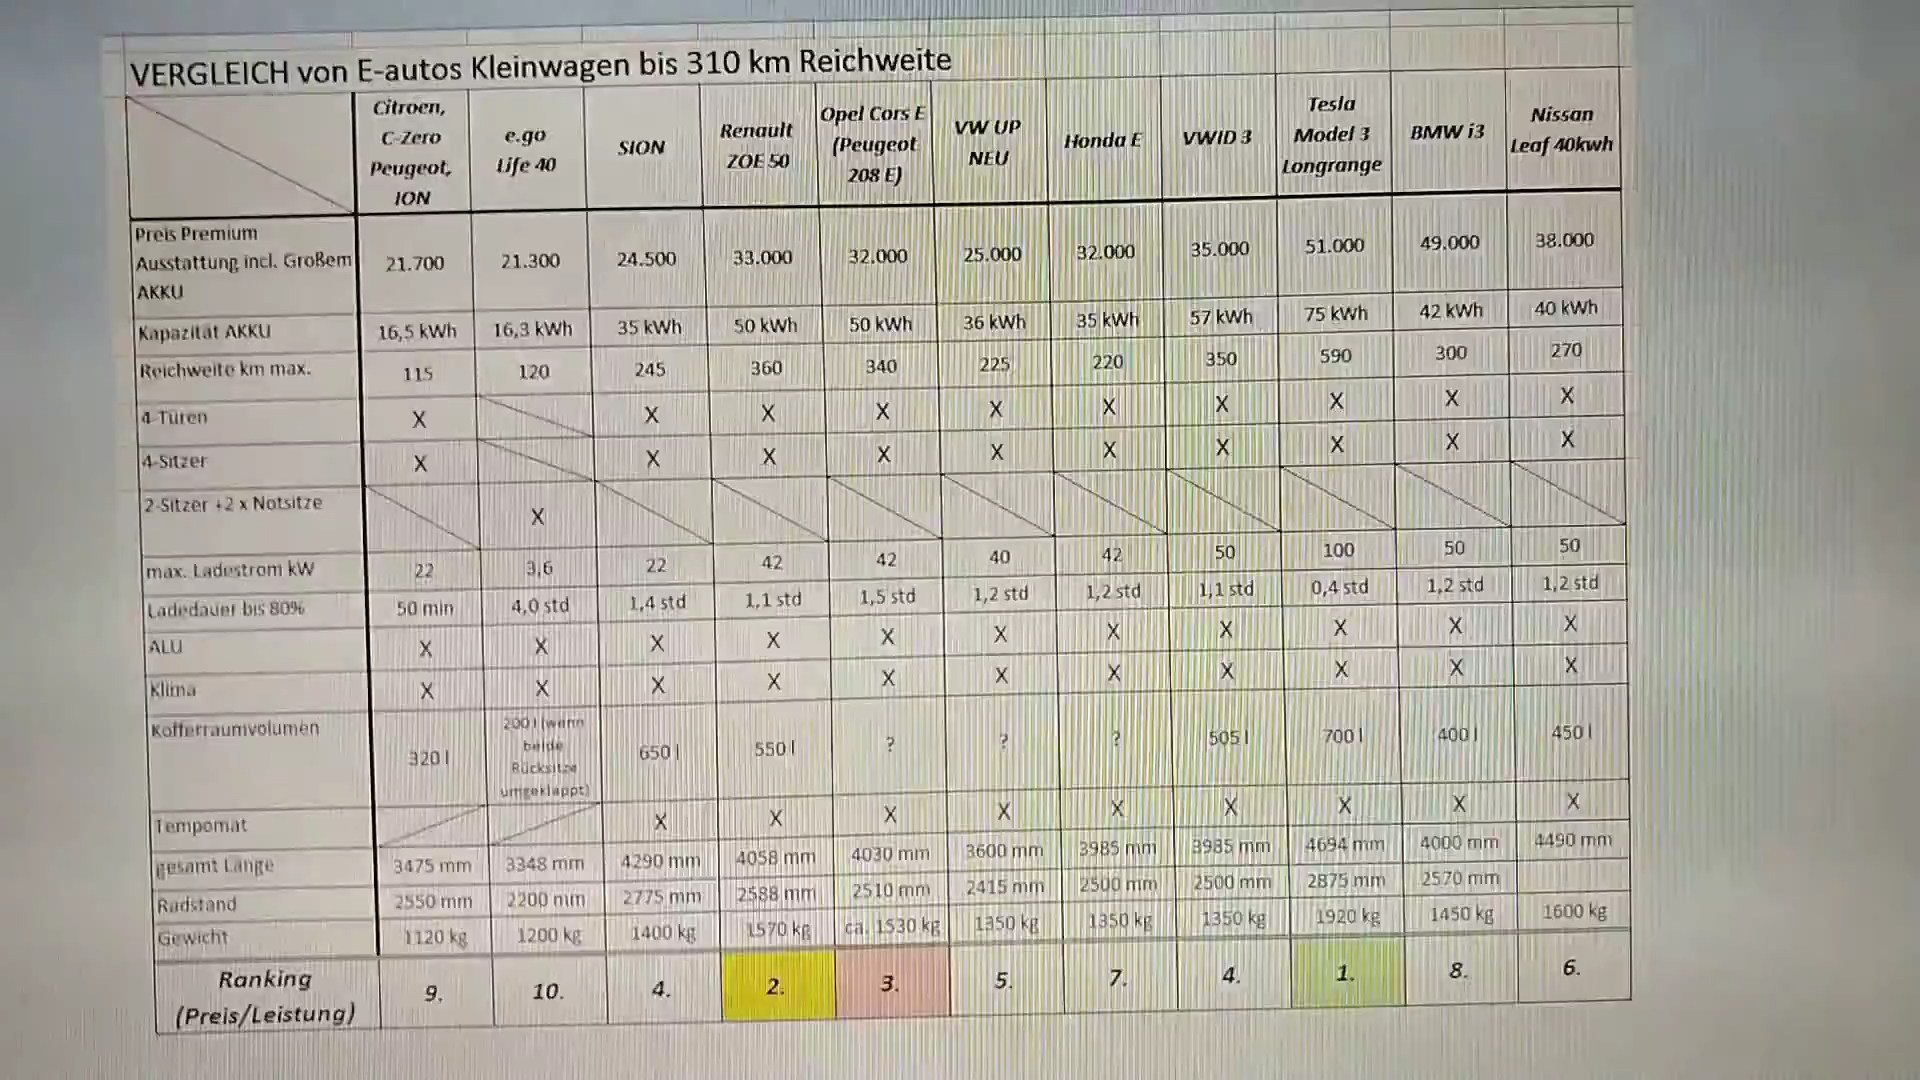 VERGLEICH von E-autos Kleinwagen bis 310 km Reichweite
Citroen, C-Zero Peugeot, ION e.go Life 40 SION Renault ZOE 50 Opel Cors E (Peugeot 208 E) VW UP NEU Honda E VWID 3 Tesla Model 3 Longrange BMW i3 Nissan Leaf 40kwh
Preis Premium Ausstattung incl. Großem AKKU 21.700 21.300 24.500 33.000 32.000 25.000 32.000 35.000 51.000 49.000 38.000
Kapazität AKKU 16,5 kWh 16,3 kWh 35 kWh 50 kWh 50 kWh 36 kWh 35 kWh 57 kWh 75 kWh 42 kWh 40 kWh
Reichweite km max. 115 120 245 360 340 225 220 350 590 300 270
4-Türen X X X X X X X X X X
4-Sitzer X X X X X X X X X X
2-Sitzer +2 x Notsitze X
max. Ladestrom kW 22 3,6 22 42 42 40 42 50 100 50 50
Ladedauer bis 80% 50 min 4,0 std 1,4 std 1,1 std 1,5 std 1,2 std 1,2 std 1,1 std 0,4 std 1,2 std 1,2 std
ALU X X X X X X X X X X X
Klima X X X X X X X X X X X
Kofferraumvolumen 320 l 200 l (wenn beide Rücksitze umgeklappt) 650 l 550 l ? ? ? 505 l 700 l 400 l 450 l
Tempomat X X X X X X X X X
gesamt Länge 3475 mm 3348 mm 4290 mm 4058 mm 4030 mm 3600 mm 3985 mm 3985 mm 4694 mm 4000 mm 4490 mm
Radstand 2550 mm 2200 mm 2775 mm 2588 mm 2510 mm 2415 mm 2500 mm 2500 mm 2875 mm 2570 mm
Gewicht 1120 kg 1200 kg 1400 kg 1570 kg ca. 1530 kg 1350 kg 1350 kg 1350 kg 1920 kg 1450 kg 1600 kg
Ranking (Preis/Leistung) 9. 10. 4. 2. 3. 5. 7. 4. 1. 8. 6.